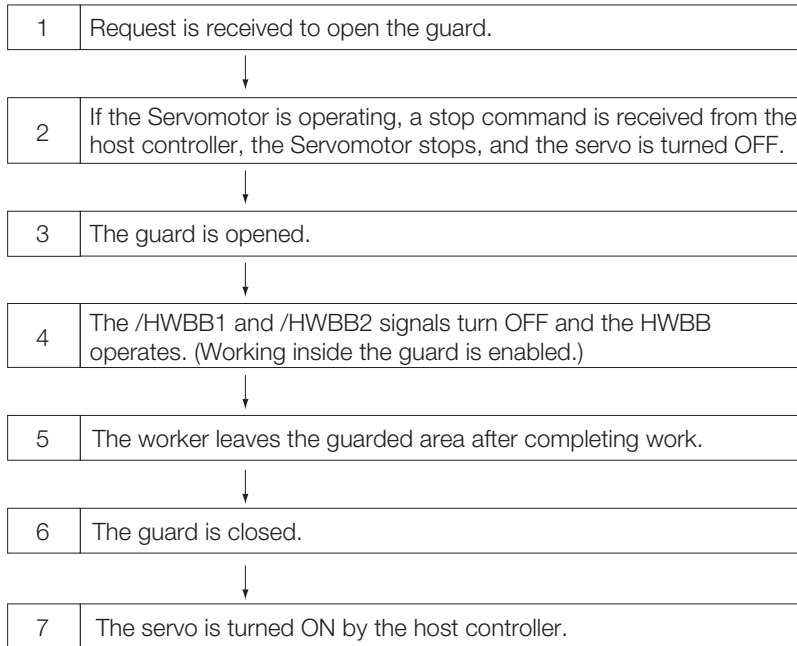 1 Request is received to open the guard.
2 If the Servomotor is operating, a stop command is received from the
host controller, the Servomotor stops, and the servo is turned OFF.
3 The guard is opened.
4 The /HWBB1 and /HWBB2 signals turn OFF and the HWBB
operates. (Working inside the guard is enabled.)
5 The worker leaves the guarded area after completing work.
6 The guard is closed.
7 The servo is turned ON by the host controller.